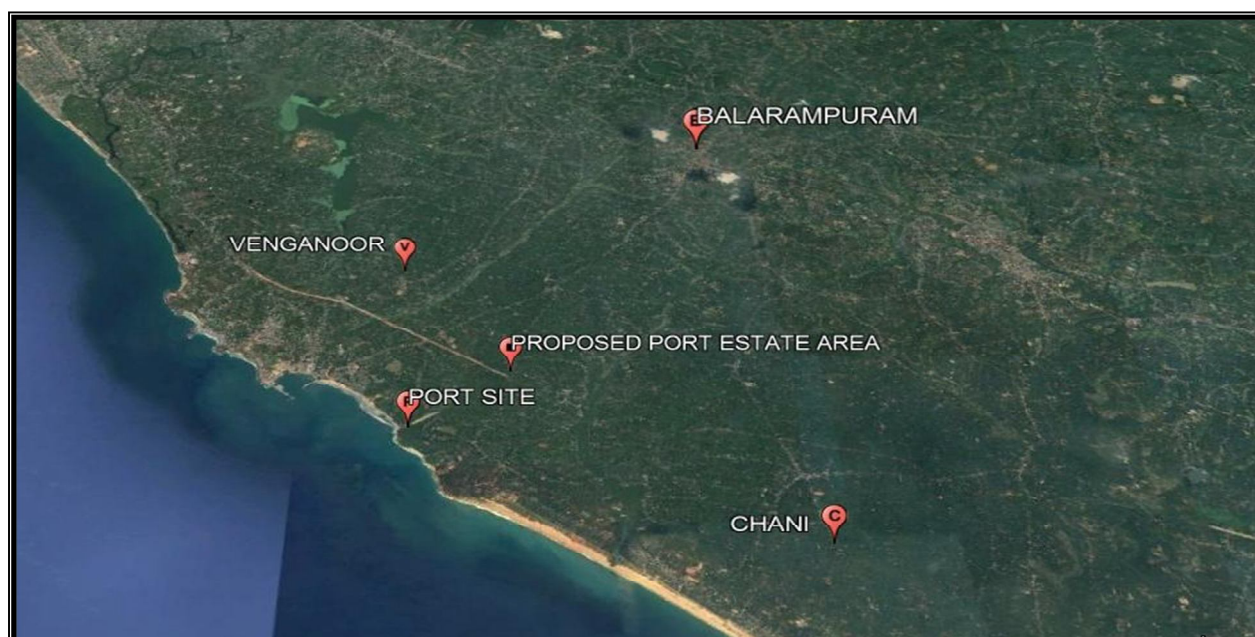 BALARAMPURAM
VENGANOOR
V
PROPOSED PORT ESTATE AREA
PORT SITE
CHANI
C